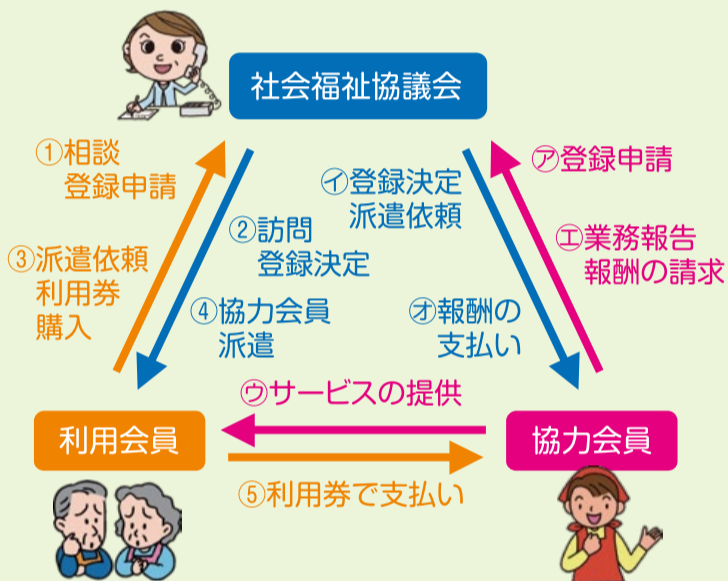 社会福祉協議会
①相談
登録申請
③派遣依頼
利用券
購入
②訪問
登録決定
④協力会員
派遣
㋑登録決定
派遣依頼
㋔報酬の
支払い
㋐登録申請
㋓業務報告
報酬の請求
㋒サービスの提供
利用会員
協力会員
⑤利用券で支払い